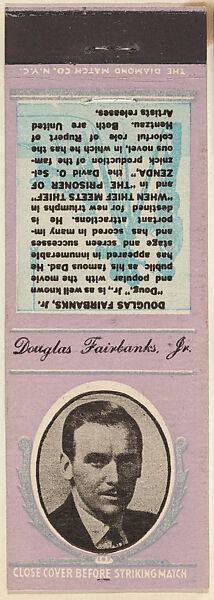 THE DIAMOND MATCH CO. N.Y.C.
DOUGLAS FAIRBANKS, Jr.
"Doug," Jr., is as well known
and popular with the movie
public as his famous Dad. He
has appeared in innumerable
stage and screen successes
and has scored in many im-
portant attractions. He is
destined for new triumphs in
"WHEN THIEF MEETS THIEF"
and in "THE PRISONER OF
ZENDA," the David O. Sel-
znick production of the fam-
ous novel, in which he has the
colorful role of Rupert of
Hentzau. Both are United
Artists releases.
Douglas Fairbanks, Jr.
CLOSE COVER BEFORE STRIKING MATCH